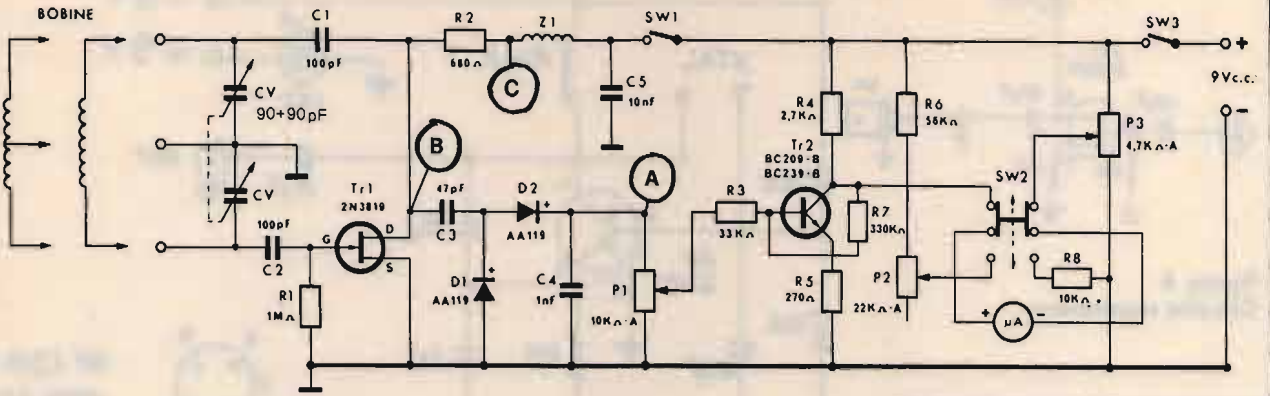 BOBINE
C1
100pF
R2
680Ω
Z1
SW1
SW3
+
9Vc.c.
-
CV
90+90pF
C
C5
10nf
R4
2,7KΩ
R6
56KΩ
P3
4,7KΩ-A
B
Tr2
BC209-B
BC239-B
SW2
CV
Tr1
2N3819
47pF
C3
D2
+
AA119
A
R3
33KΩ
R7
330KΩ
100pF
C2
G
D
S
R1
1MΩ
D1
+
AA119
C4
1nf
P1
10KΩ-A
R5
270Ω
P2
22KΩ-A
R8
10KΩ
+
µA
-